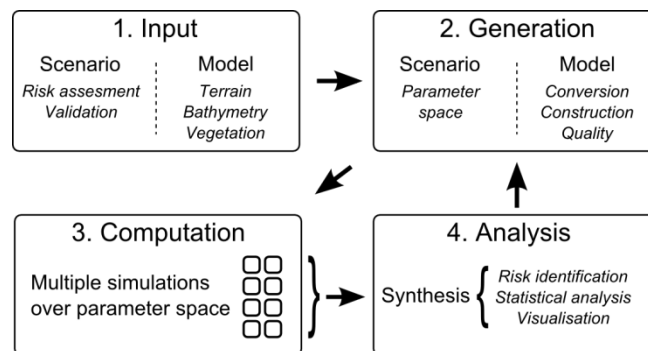 1. Input
Scenario
Model
Risk assesment
Validation
Terrain
Bathymetry
Vegetation
2. Generation
Scenario
Model
Parameter
space
Conversion
Construction
Quality
3. Computation
Multiple simulations
over parameter space
4. Analysis
Synthesis
Risk identification
Statistical analysis
Visualisation